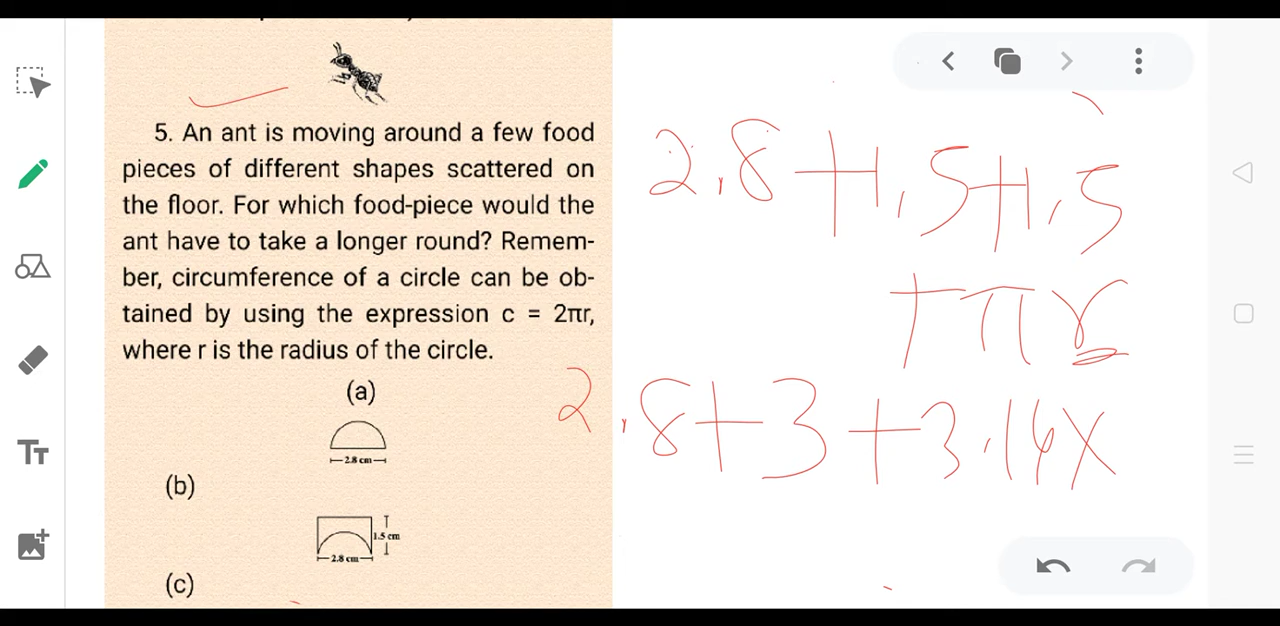 5. An ant is moving around a few food
pieces of different shapes scattered on
the floor. For which food-piece would the
ant have to take a longer round? Remem-
ber, circumference of a circle can be ob-
tained by using the expression c = 2πr,
where r is the radius of the circle.
(a)
2.8 cm
(b)
1.5 cm
2.8 cm
(c)
2.8+1.5+1.5
+πr
2.8+3+3.14×
Tт